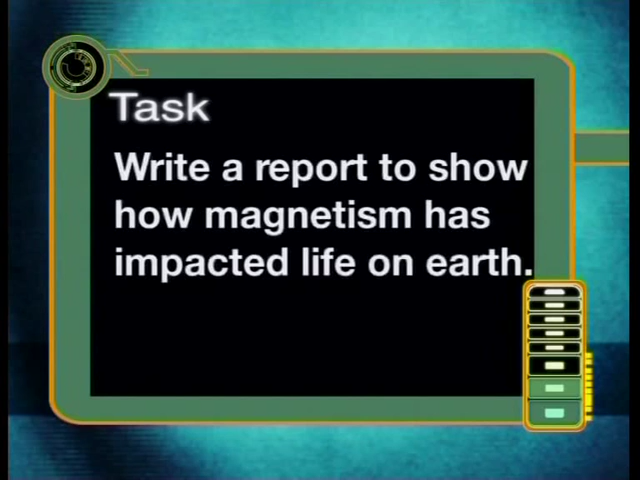 Task
Write a report to show
how magnetism has
impacted life on earth.